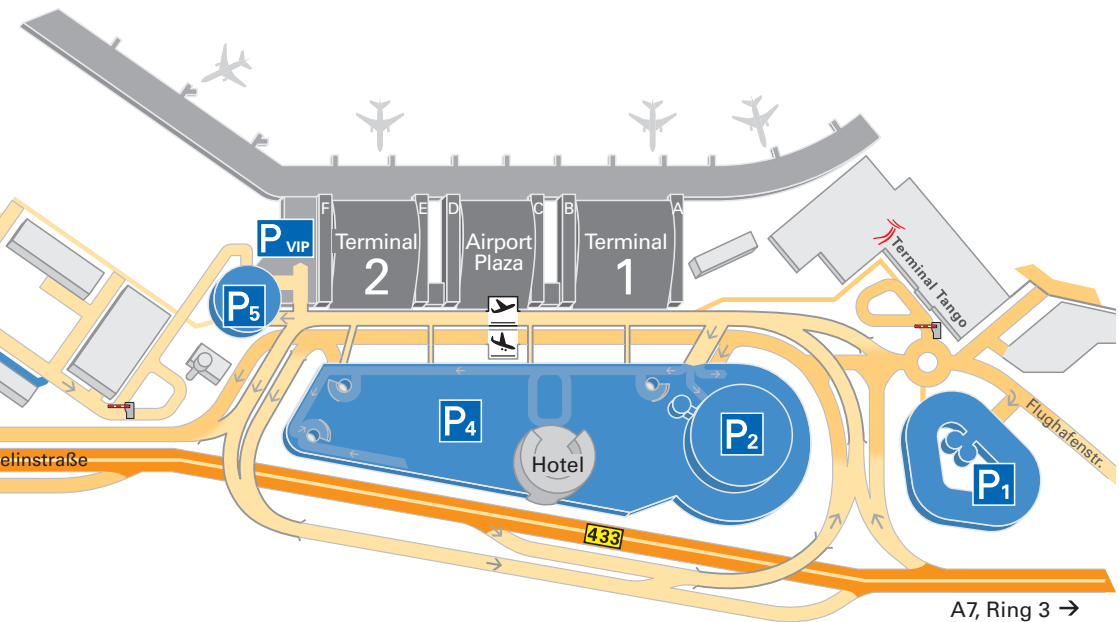 F
E
D
C
B
A
P VIP
Terminal
2
Airport
Plaza
Terminal
1
Terminal Tango
P5
P4
P2
Hotel
P1
Flughafenstr.
elinstraße
433
A7, Ring 3 →